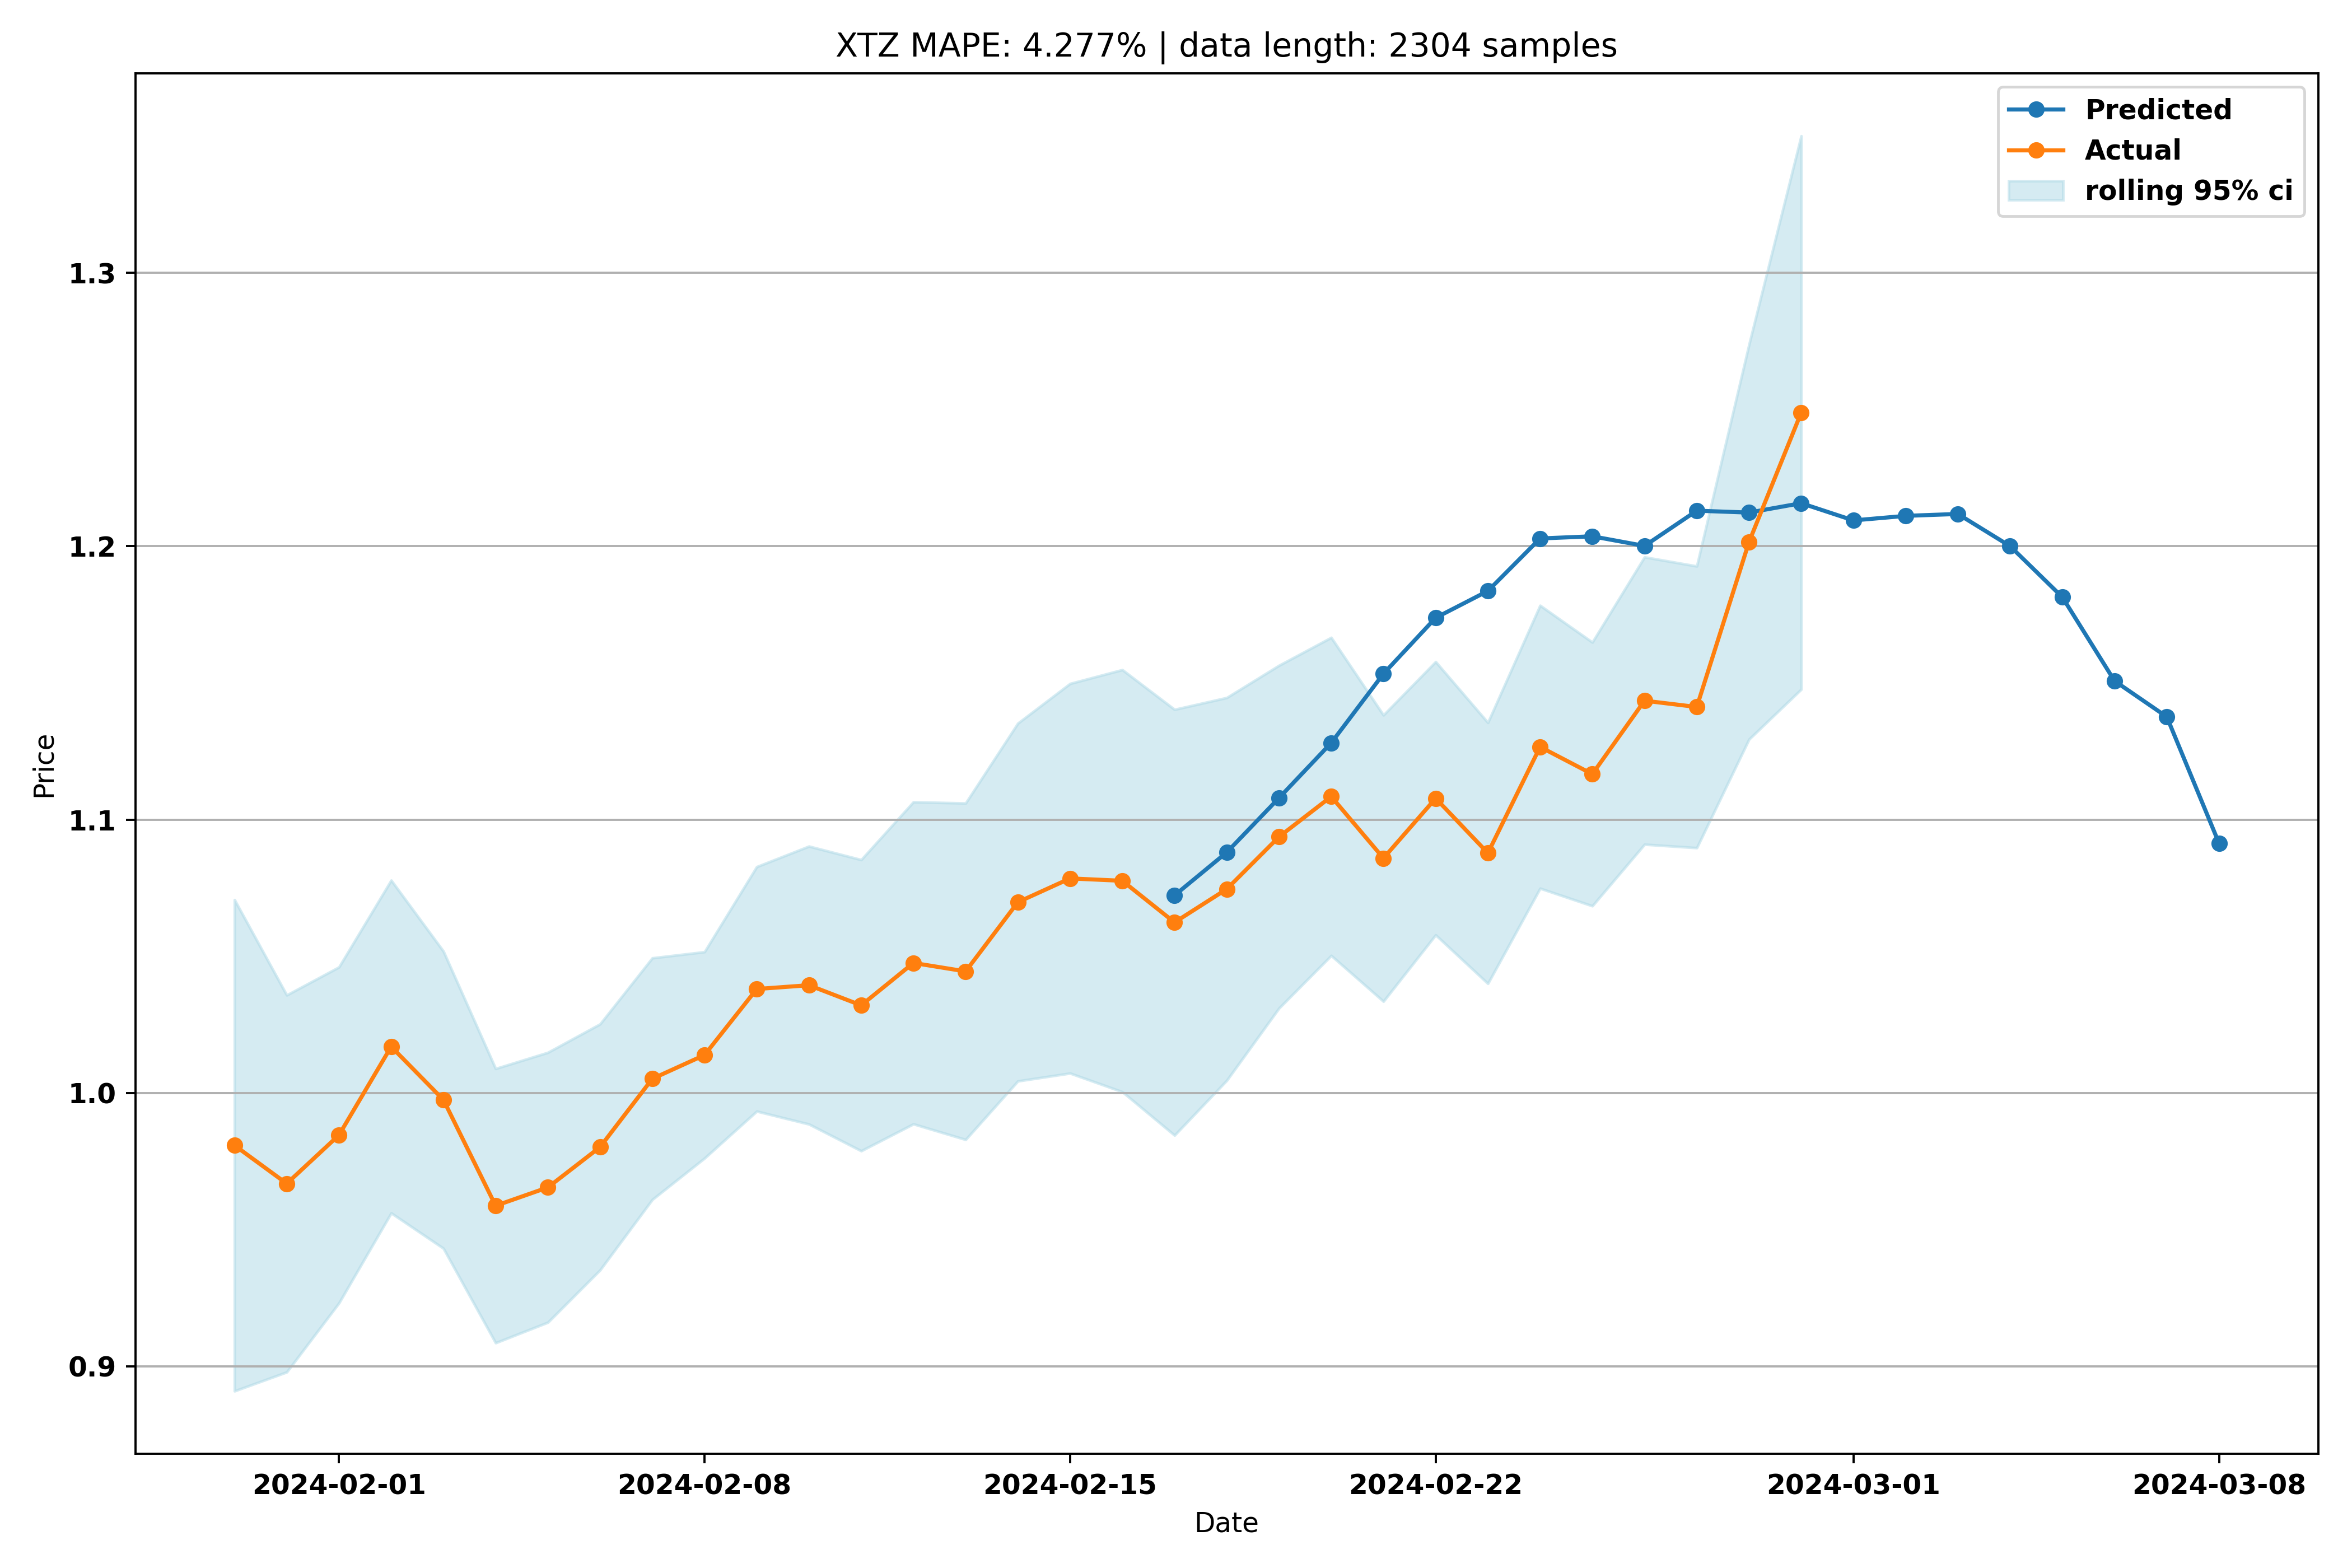 XTZ MAPE: 4.277% | data length: 2304 samples
Predicted
Actual
rolling 95% ci
1.3
1.2
1.1
1.0
0.9
Price
2024-02-01
2024-02-08
2024-02-15
2024-02-22
2024-03-01
2024-03-08
Date